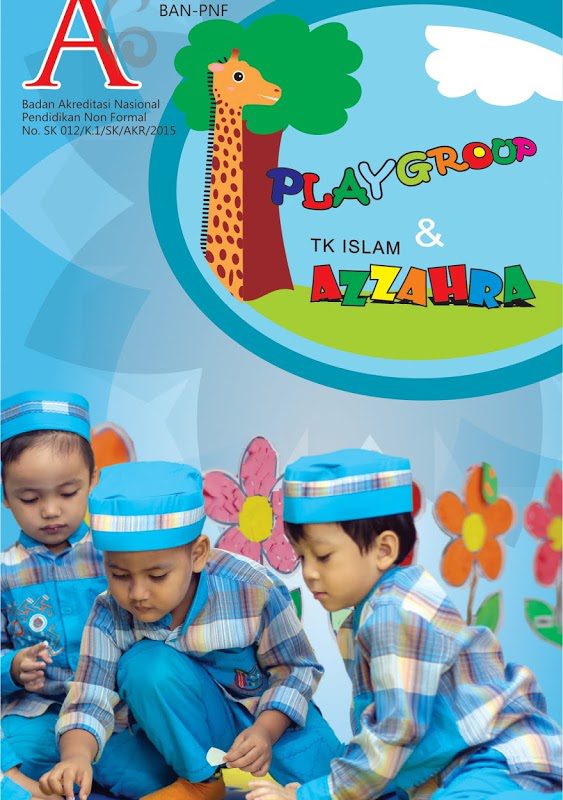 A
BAN-PNF
Badan Akreditasi Nasional
Pendidikan Non Formal
No. SK 012/K.1/SK/AKR/2015
PLAYGROUP
&
TK ISLAM
AZZAHRA